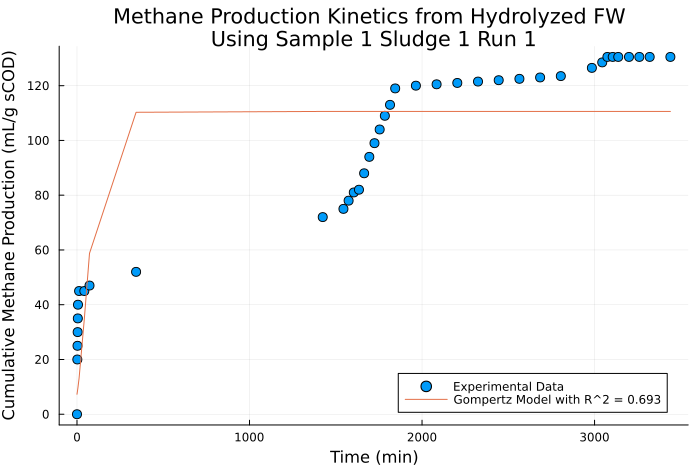 Methane Production Kinetics from Hydrolyzed FW
Using Sample 1 Sludge 1 Run 1
Cumulative Methane Production (mL/g sCOD)
120
100
80
60
40
20
0
Experimental Data
Gompertz Model with R^2 = 0.693
0 1000 2000 3000
Time (min)